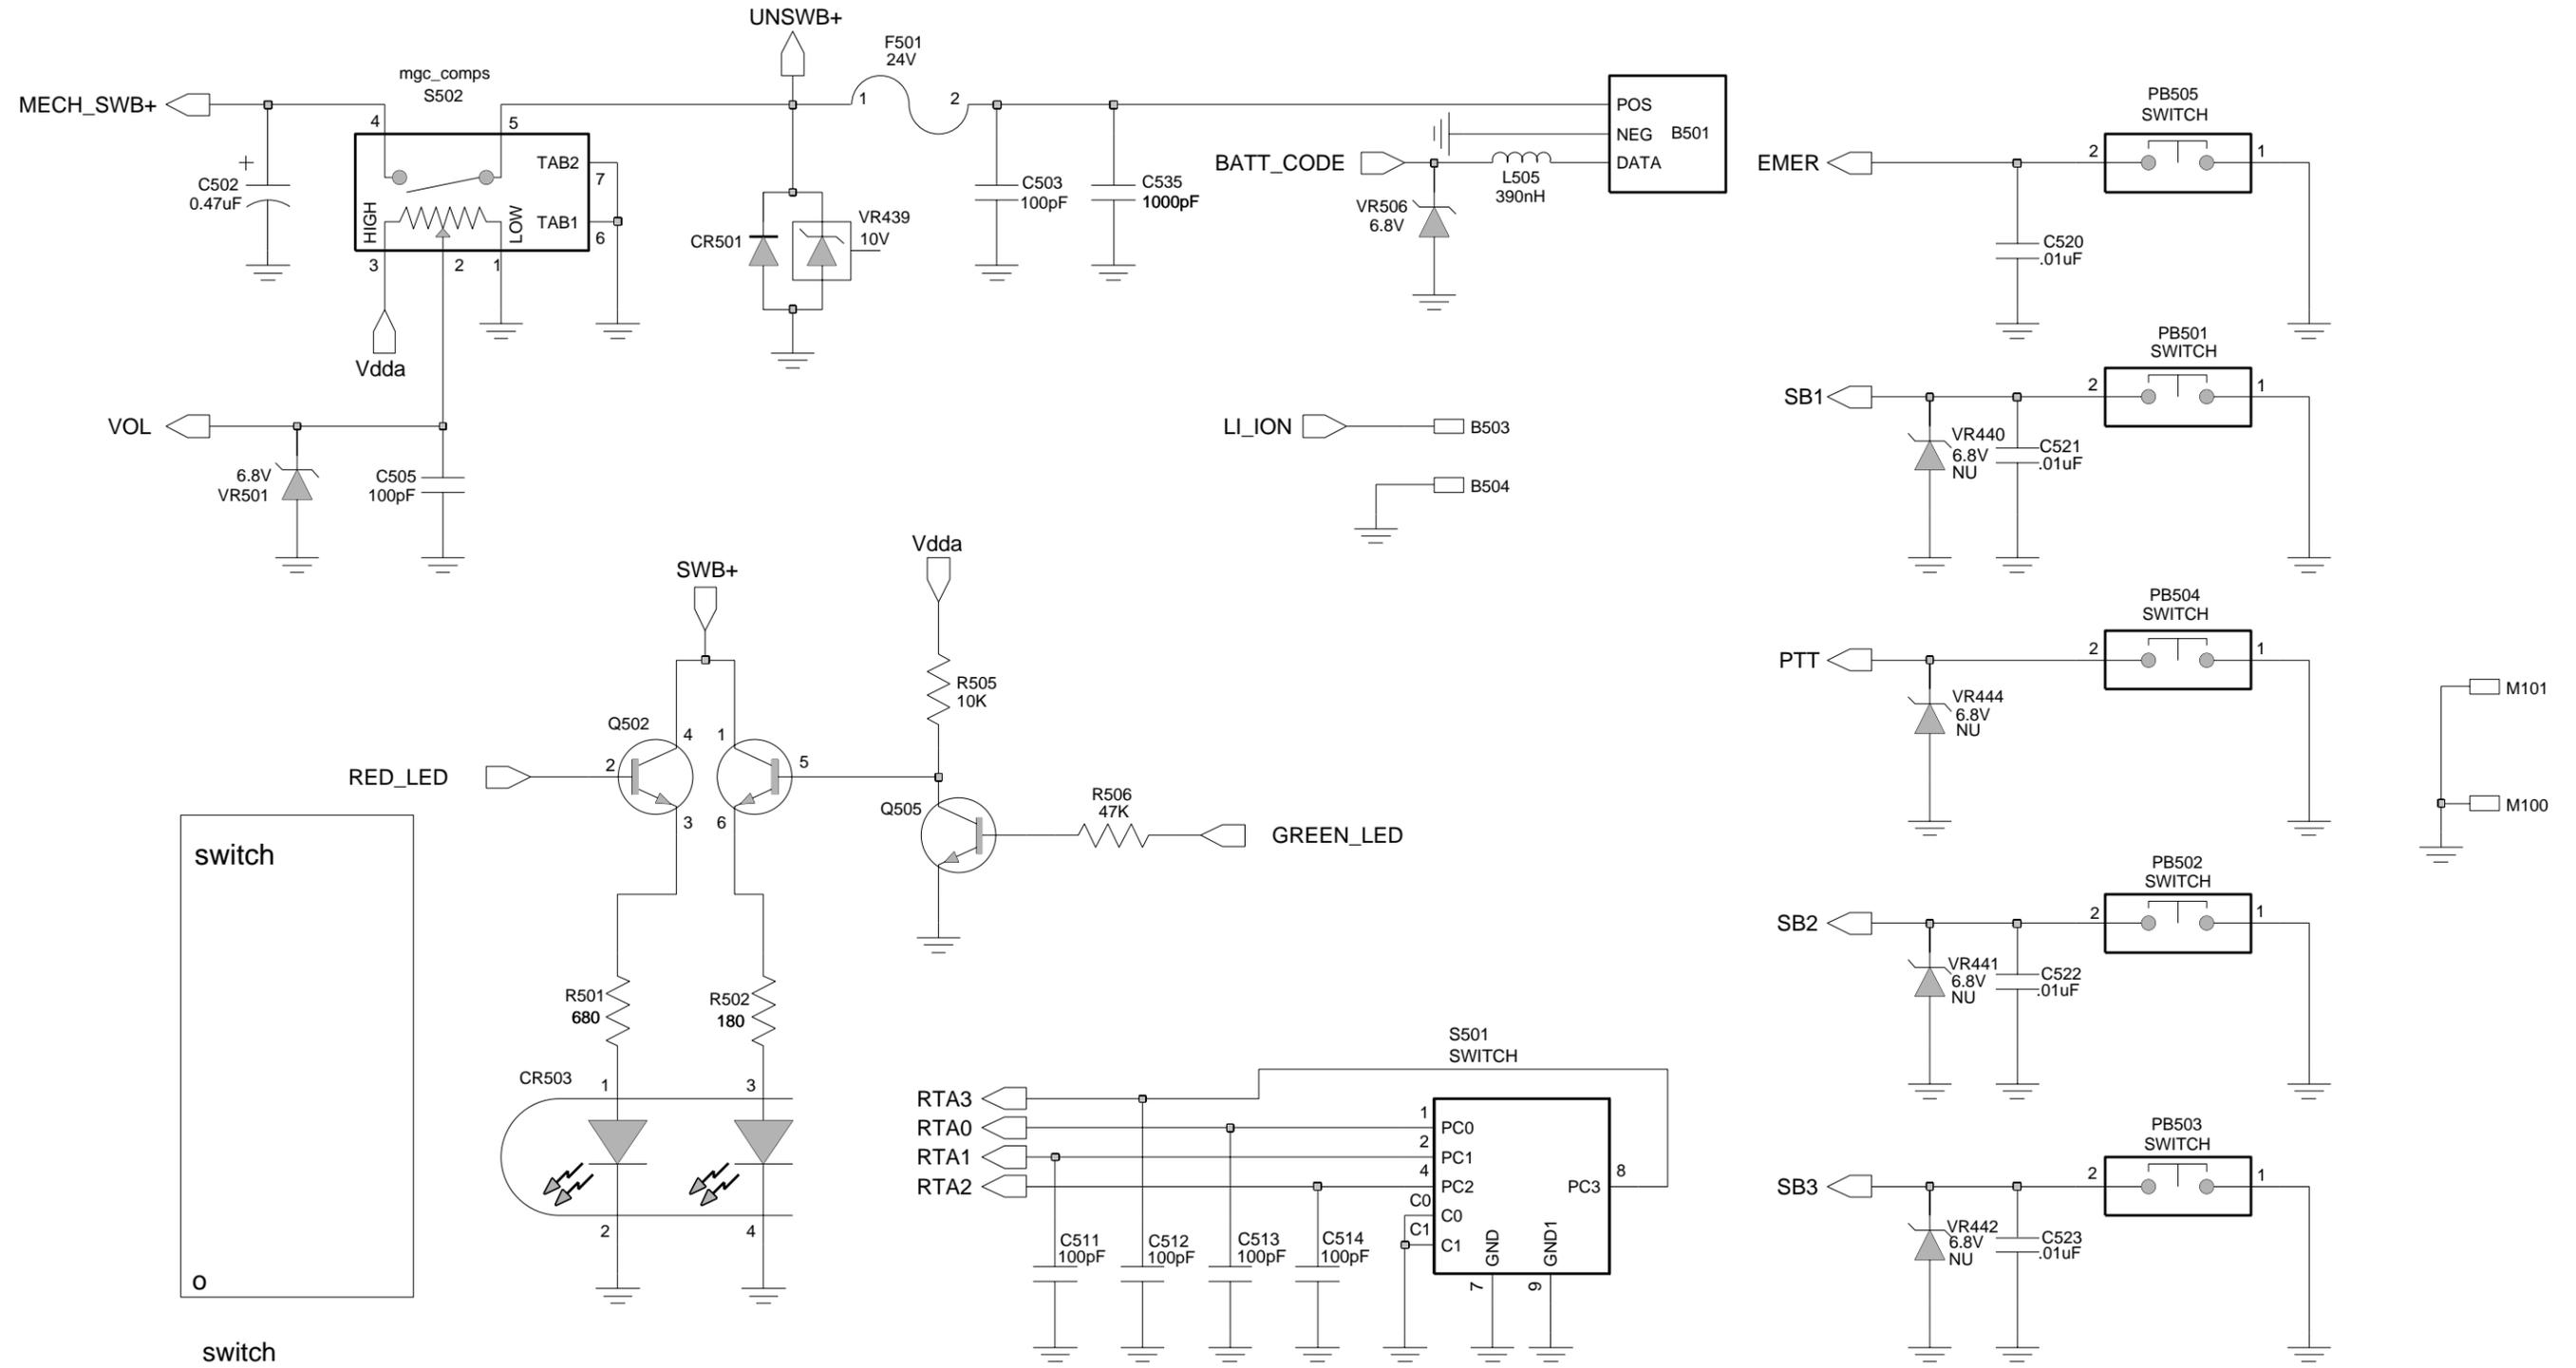 UNSWB+
F501
24V
mgc_comps
S502
MECH_SWB+
4
5
1
2
TAB2
7
TAB1
6
HIGH
LOW
3
2
1
+
C502
0.47uF
Vdda
CR501
VR439
10V
C503
100pF
C535
1000pF
POS
NEG
B501
DATA
BATT_CODE
L505
390nH
VR506
6.8V
VOL
6.8V
VR501
C505
100pF
LI_ION
B503
B504
PB505
SWITCH
EMER
2
1
C520
.01uF
PB501
SWITCH
SB1
2
1
VR440
6.8V
NU
C521
.01uF
PB504
SWITCH
PTT
2
1
VR444
6.8V
NU
M101
M100
PB502
SWITCH
SB2
2
1
VR441
6.8V
NU
C522
.01uF
PB503
SWITCH
SB3
2
1
VR442
6.8V
NU
C523
.01uF
SWB+
Vdda
R505
10K
Q502
4
1
RED_LED
2
5
3
6
Q505
R506
47K
GREEN_LED
R501
680
R502
180
CR503
1
3
2
4
switch
o
switch
S501
SWITCH
RTA3
RTA0
RTA1
RTA2
1
PC0
2
PC1
4
PC2
C0
C0
C1
C1
PC3
8
GND
GND1
7
9
C511
100pF
C512
100pF
C513
100pF
C514
100pF